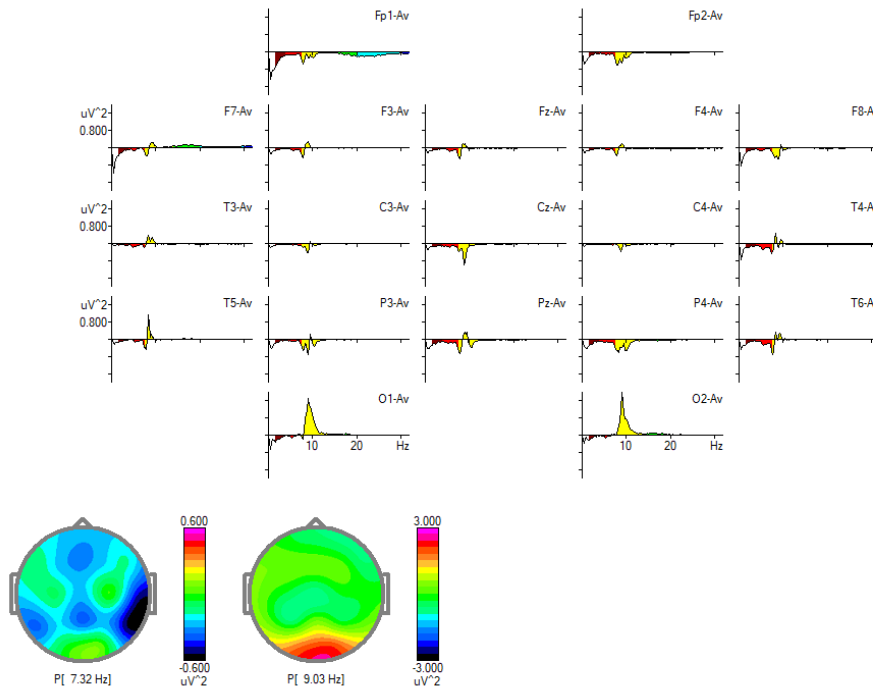 Fp1-Av Fp2-Av
uV^2 F7-Av F3-Av Fz-Av F4-Av F8-A
0.800
uV^2 T3-Av C3-Av Cz-Av C4-Av T4-A
0.800
uV^2 T5-Av P3-Av Pz-Av P4-Av T6-A
0.800
O1-Av O2-Av
10 20 Hz 10 20 Hz
0.600 3.000
-0.600 -3.000
P[ 7.32 Hz] uV^2 P[ 9.03 Hz] uV^2